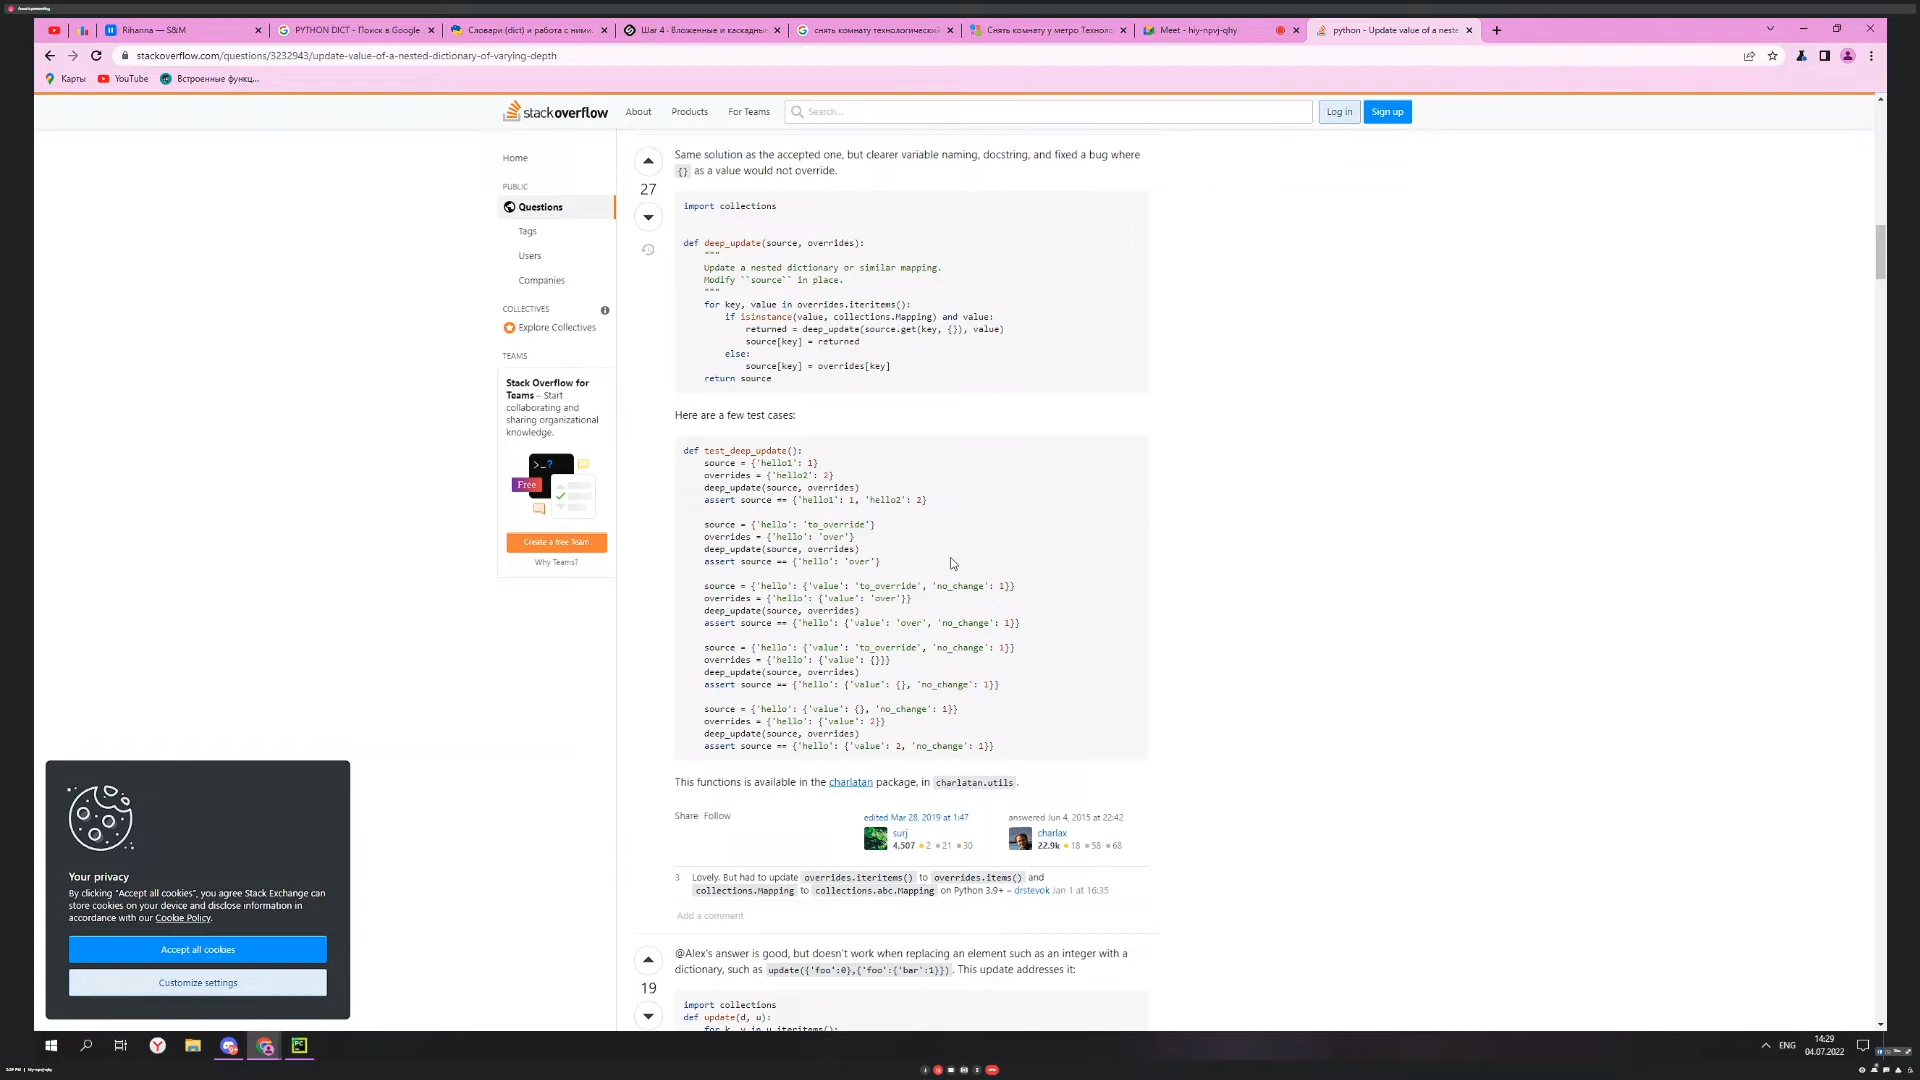 Rihanna — S&M
PYTHON DICT - Поиск в Google
Словари (dict) и работа с ними.
Шаг 4 · Вложенные и каскадны
снять комнату технологический
Снять комнату у метро Техноло
Meet - hiy-npvj-qhy
python - Update value of a neste
stackoverflow.com/questions/3232943/update-value-of-a-nested-dictionary-of-varying-depth
Карты
YouTube
Встроенные функц...
stackoverflow
About
Products
For Teams
Search...
Log in
Sign up
Home
PUBLIC
Questions
Tags
Users
Companies
COLLECTIVES
Explore Collectives
TEAMS
Stack Overflow for
Teams – Start
collaborating and
sharing organizational
knowledge.
>_?
Free
Create a free Team
Why Teams?
Same solution as the accepted one, but clearer variable naming, docstring, and fixed a bug where
{} as a value would not override.
27
import collections
def deep_update(source, overrides):
"""
Update a nested dictionary or similar mapping.
Modify ``source`` in place.
"""
for key, value in overrides.iteritems():
if isinstance(value, collections.Mapping) and value:
returned = deep_update(source.get(key, {}), value)
source[key] = returned
else:
source[key] = overrides[key]
return source
Here are a few test cases:
def test_deep_update():
source = {'hello1': 1}
overrides = {'hello2': 2}
deep_update(source, overrides)
assert source == {'hello1': 1, 'hello2': 2}
source = {'hello': 'to_override'}
overrides = {'hello': 'over'}
deep_update(source, overrides)
assert source == {'hello': 'over'}
source = {'hello': {'value': 'to_override', 'no_change': 1}}
overrides = {'hello': {'value': 'over'}}
deep_update(source, overrides)
assert source == {'hello': {'value': 'over', 'no_change': 1}}
source = {'hello': {'value': 'to_override', 'no_change': 1}}
overrides = {'hello': {'value': {}}}
deep_update(source, overrides)
assert source == {'hello': {'value': {}, 'no_change': 1}}
source = {'hello': {'value': {}, 'no_change': 1}}
overrides = {'hello': {'value': 2}}
deep_update(source, overrides)
assert source == {'hello': {'value': 2, 'no_change': 1}}
This functions is available in the charlatan package, in charlatan.utils .
Share Follow
edited Mar 28, 2019 at 1:47
surj
4,507 2 21 30
answered Jun 4, 2015 at 22:42
charlax
22.9k 18 58 68
3 Lovely. But had to update overrides.iteritems() to overrides.items() and
collections.Mapping to collections.abc.Mapping on Python 3.9+ – drstevok Jan 1 at 16:35
Add a comment
@Alex's answer is good, but doesn't work when replacing an element such as an integer with a
dictionary, such as update({'foo':0},{'foo':{'bar':1}}) . This update addresses it:
19
import collections
def update(d, u):
for k, v in u.iteritems():
Your privacy
By clicking "Accept all cookies", you agree Stack Exchange can
store cookies on your device and disclose information in
accordance with our Cookie Policy.
Accept all cookies
Customize settings
ENG
14:29
04.07.2022